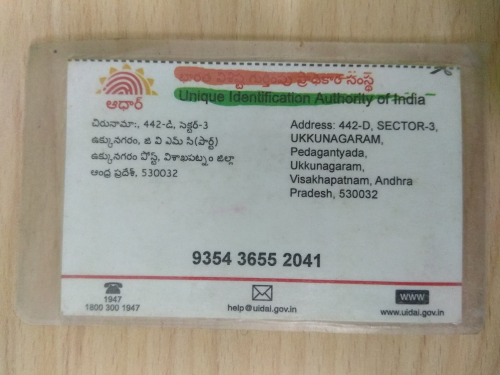 ఆధార్
భారత విశిష్ట గుర్తింపు ప్రాధికార సంస్థ
Unique Identification Authority of India
చిరునామా:, 442-డి, సెక్టర్-3
ఉక్కునగరం, జి వి ఎమ్ సి(పార్ట్)
ఉక్కునగరం పోస్ట్, విశాఖపట్నం జిల్లా
ఆంధ్ర ప్రదేశ్, 530032
Address: 442-D, SECTOR-3,
UKKUNAGARAM,
Pedagantyada,
Ukkunagaram,
Visakhapatnam, Andhra
Pradesh, 530032
9354 3655 2041
1947
1800 300 1947
help@uidai.gov.in
www
www.uidai.gov.in